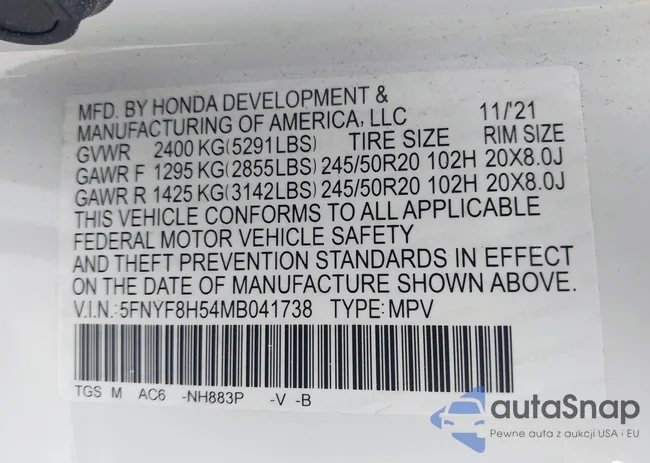 MFD. BY HONDA DEVELOPMENT &
MANUFACTURING OF AMERICA, LLC 11/'21
GVWR 2400 KG(5291LBS) TIRE SIZE RIM SIZE
GAWR F 1295 KG(2855LBS) 245/50R20 102H 20X8.0J
GAWR R 1425 KG(3142LBS) 245/50R20 102H 20X8.0J
THIS VEHICLE CONFORMS TO ALL APPLICABLE
FEDERAL MOTOR VEHICLE SAFETY
AND THEFT PREVENTION STANDARDS IN EFFECT
ON THE DATE OF MANUFACTURE SHOWN ABOVE.
V.I.N.:5FNYF8H54MB041738 TYPE:MPV
TGS M AC6 -NH883P -V -B
autaSnap
Pewne auta z aukcji USA i EU